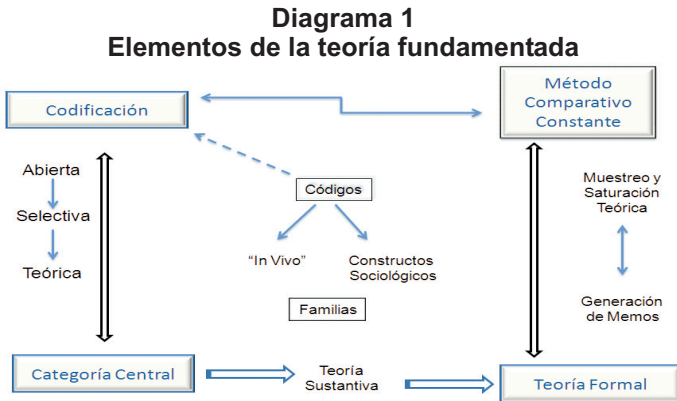 Diagrama 1
Elementos de la teoría fundamentada
Codificación
Método
Comparativo
Constante
Abierta
Selectiva
Teórica
Códigos
"In Vivo"
Constructos
Sociológicos
Familias
Muestreo y
Saturación
Teórica
Generación
de Memos
Categoría Central
Teoría
Sustantiva
Teoría Formal